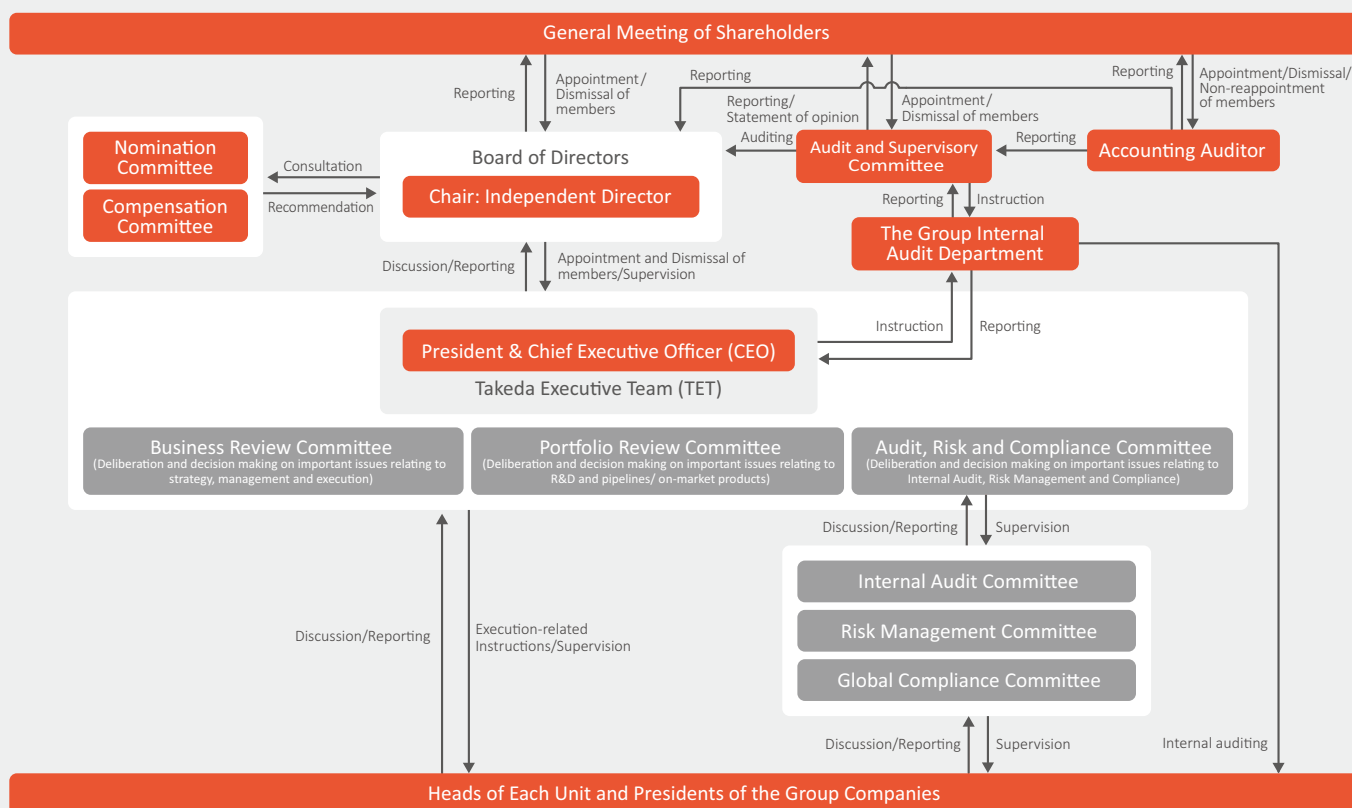 General Meeting of Shareholders
Reporting
Appointment/
Dismissal of
members
Reporting
Reporting/
Statement of opinion
Appointment/
Dismissal of members
Reporting
Appointment/Dismissal/
Non-reappointment
of members
Nomination
Committee
Compensation
Committee
Consultation
Recommendation
Board of Directors
Chair: Independent Director
Auditing
Audit and Supervisory
Committee
Reporting
Accounting Auditor
Reporting
Instruction
The Group Internal
Audit Department
Discussion/Reporting
Appointment and Dismissal of
members/Supervision
Instruction
Reporting
President & Chief Executive Officer (CEO)
Takeda Executive Team (TET)
Business Review Committee
(Deliberation and decision making on important issues relating to
strategy, management and execution)
Portfolio Review Committee
(Deliberation and decision making on important issues relating to
R&D and pipelines/ on-market products)
Audit, Risk and Compliance Committee
(Deliberation and decision making on important issues relating to
Internal Audit, Risk Management and Compliance)
Discussion/Reporting
Supervision
Internal Audit Committee
Risk Management Committee
Global Compliance Committee
Discussion/Reporting
Execution-related
Instructions/Supervision
Discussion/Reporting
Supervision
Internal auditing
Heads of Each Unit and Presidents of the Group Companies